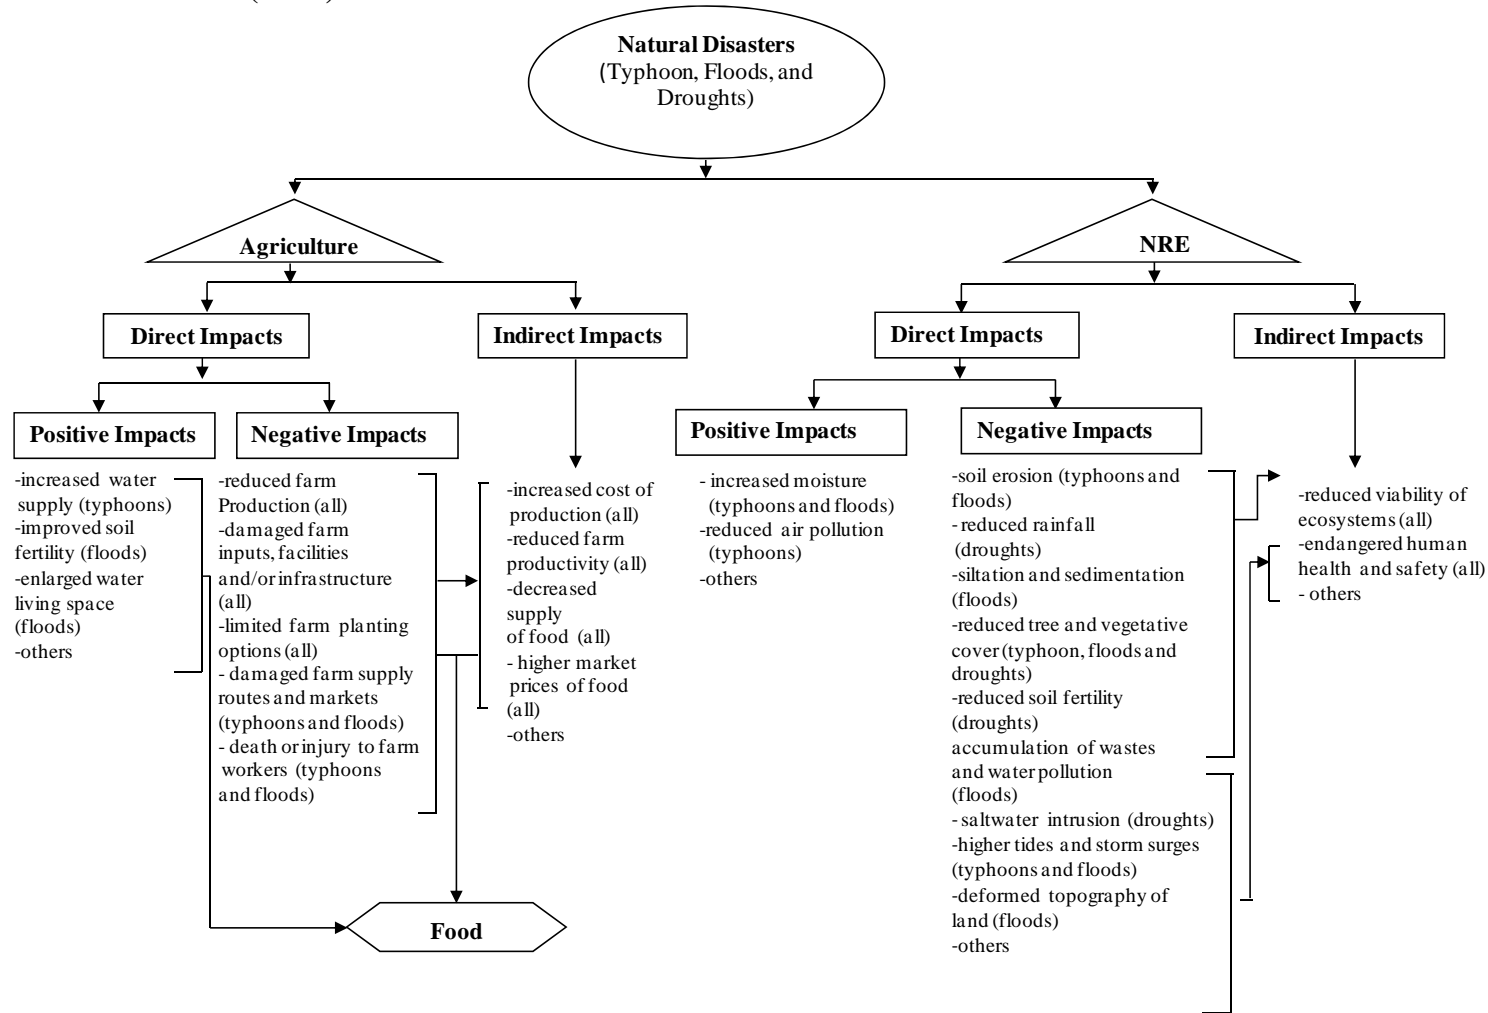 Natural Disasters
(Typhoon, Floods, and
Droughts)
Agriculture
NRE
Direct Impacts
Indirect Impacts
Direct Impacts
Indirect Impacts
Positive Impacts
Negative Impacts
Positive Impacts
Negative Impacts
-increased water
supply (typhoons)
-improved soil
fertility (floods)
-enlarged water
living space
(floods)
-others
-reduced farm
Production (all)
-damaged farm
inputs, facilities
and/or infrastructure
(all)
-limited farm planting
options (all)
- damaged farm supply
routes and markets
(typhoons and floods)
- death or injury to farm
workers (typhoons
and floods)
-increased cost of
production (all)
-reduced farm
productivity (all)
-decreased
supply
of food (all)
- higher market
prices of food
(all)
-others
- increased moisture
(typhoons and floods)
-reduced air pollution
(typhoons)
-others
-soil erosion (typhoons and
floods)
- reduced rainfall
(droughts)
-siltation and sedimentation
(floods)
-reduced tree and vegetative
cover (typhoon, floods and
droughts)
-reduced soil fertility
(droughts)
accumulation of wastes
and water pollution
(floods)
- saltwater intrusion (droughts)
-higher tides and storm surges
(typhoons and floods)
-deformed topography of
land (floods)
-others
-reduced viability of
ecosystems (all)
-endangered human
health and safety (all)
- others
Food